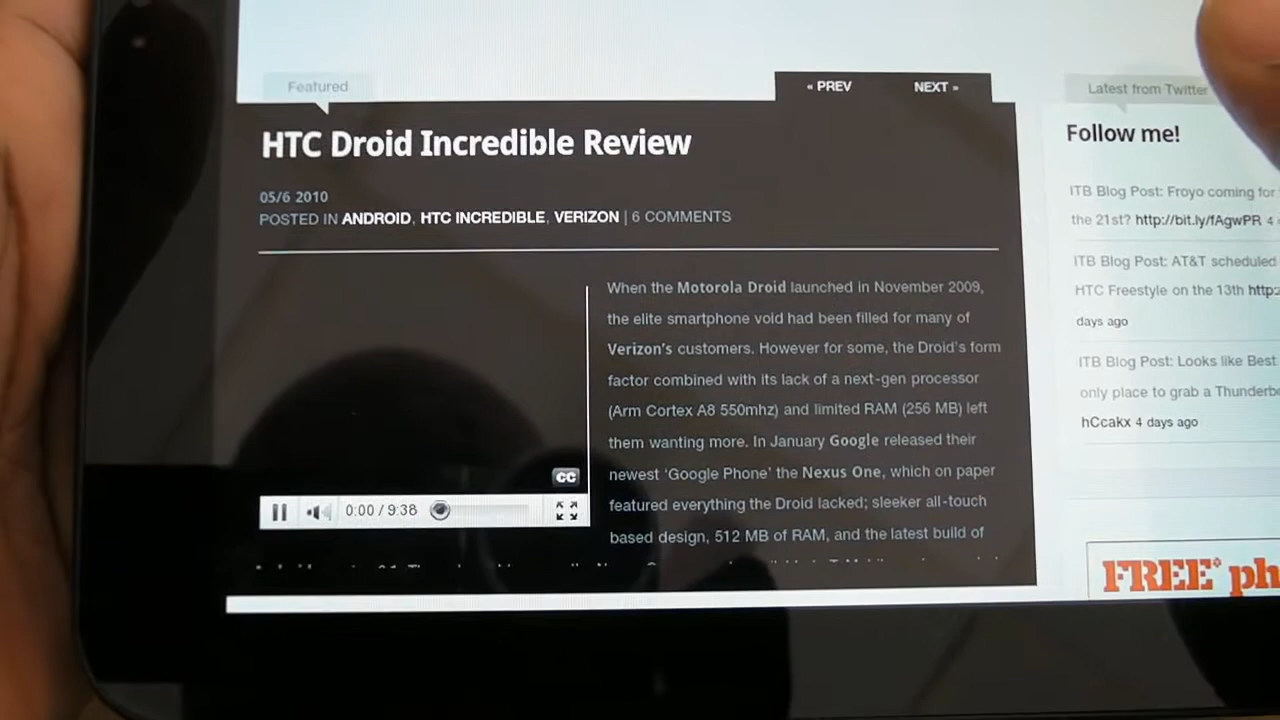 Featured
« PREV NEXT »
HTC Droid Incredible Review
05/6 2010
POSTED IN ANDROID, HTC INCREDIBLE, VERIZON | 6 COMMENTS
When the Motorola Droid launched in November 2009,
the elite smartphone void had been filled for many of
Verizon's customers. However for some, the Droid's form
factor combined with its lack of a next-gen processor
(Arm Cortex A8 550mhz) and limited RAM (256 MB) left
them wanting more. In January Google released their
newest 'Google Phone' the Nexus One, which on paper
featured everything the Droid lacked; sleeker all-touch
based design, 512 MB of RAM, and the latest build of
CC
0:00 / 9:38
Latest from Twitter
Follow me!
ITB Blog Post: Froyo coming for
the 21st? http://bit.ly/fAgwPR 4
ITB Blog Post: AT&T scheduled
HTC Freestyle on the 13th http:
days ago
ITB Blog Post: Looks like Best
only place to grab a Thunderbo
hCcakx 4 days ago
FREE* ph